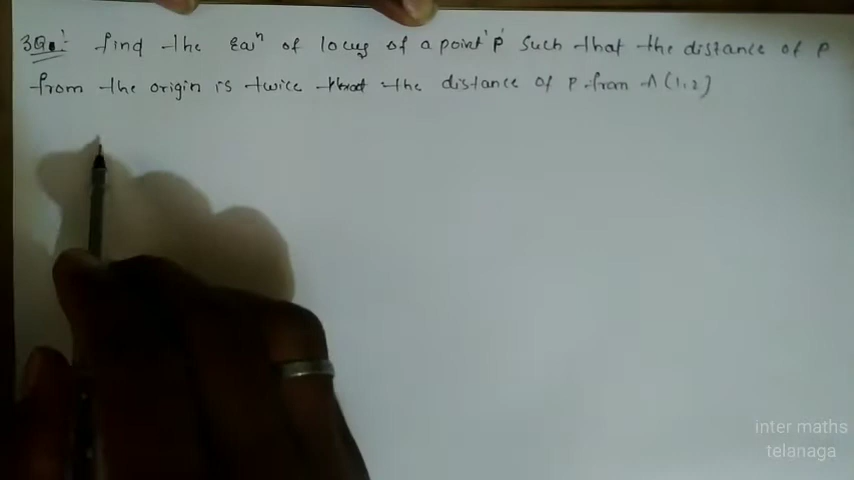 3Q. find the Eqⁿ of locus of a point 'P' such that the distance of P
from the origin is twice the distance of P from A(1,2)
inter maths
telanaga